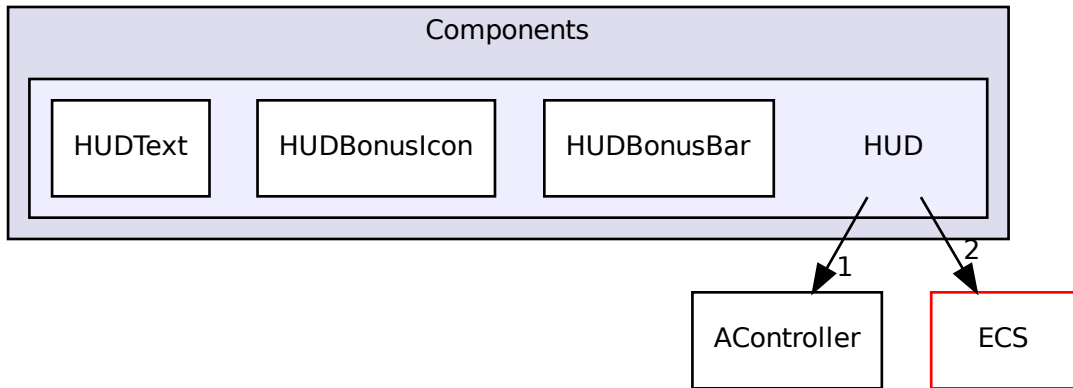 Components
HUDText
HUDBonusIcon
HUDBonusBar
HUD
1
2
AController
ECS